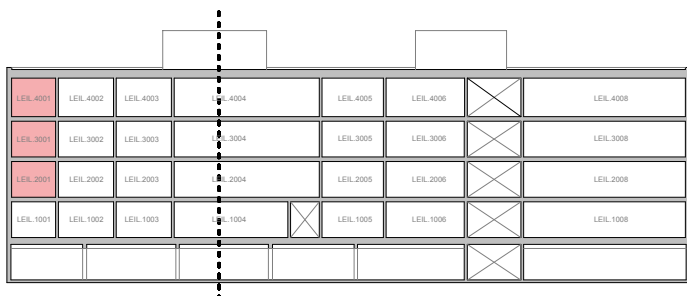 LEIL.4001 LEIL.4002 LEIL.4003 LEIL.4004 LEIL.4005 LEIL.4006 LEIL.4008
LEIL.3001 LEIL.3002 LEIL.3003 LEIL.3004 LEIL.3005 LEIL.3006 LEIL.3008
LEIL.2001 LEIL.2002 LEIL.2003 LEIL.2004 LEIL.2005 LEIL.2006 LEIL.2008
LEIL.1001 LEIL.1002 LEIL.1003 LEIL.1004 LEIL.1005 LEIL.1006 LEIL.1008